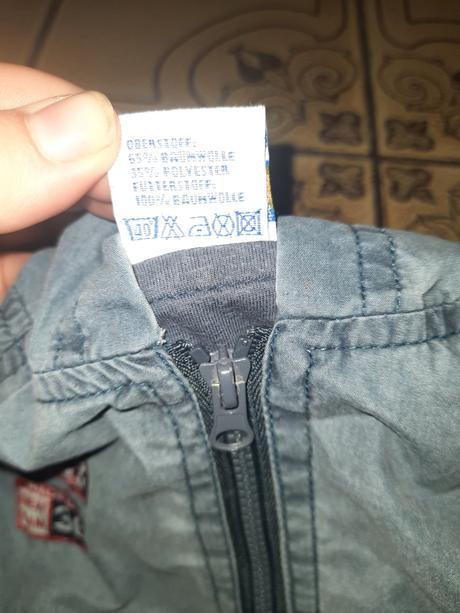 OBERSTOFF:
65% BAUMWOLLE
35% POLYESTER
FUTTERSTOFF:
100% BAUMWOLLE